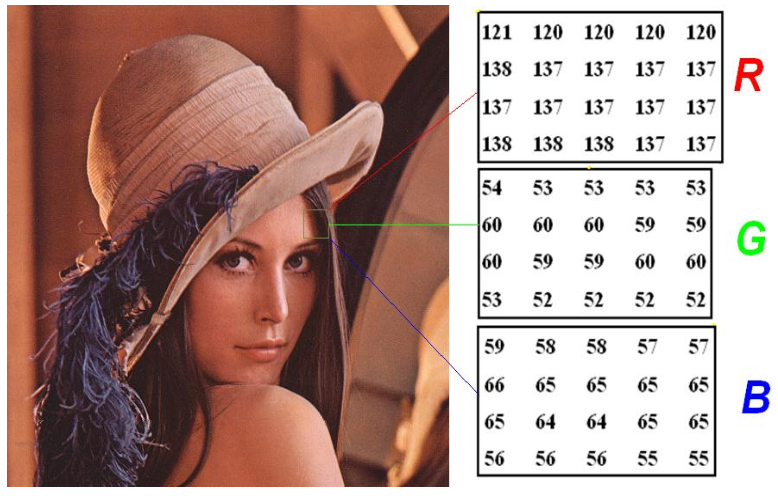 121 120 120 120 120
138 137 137 137 137
137 137 137 137 137
138 138 138 137 137
R
54 53 53 53 53
60 60 60 59 59
60 59 59 60 60
53 52 52 52 52
G
59 58 58 57 57
66 65 65 65 65
65 64 64 65 65
56 56 56 55 55
B